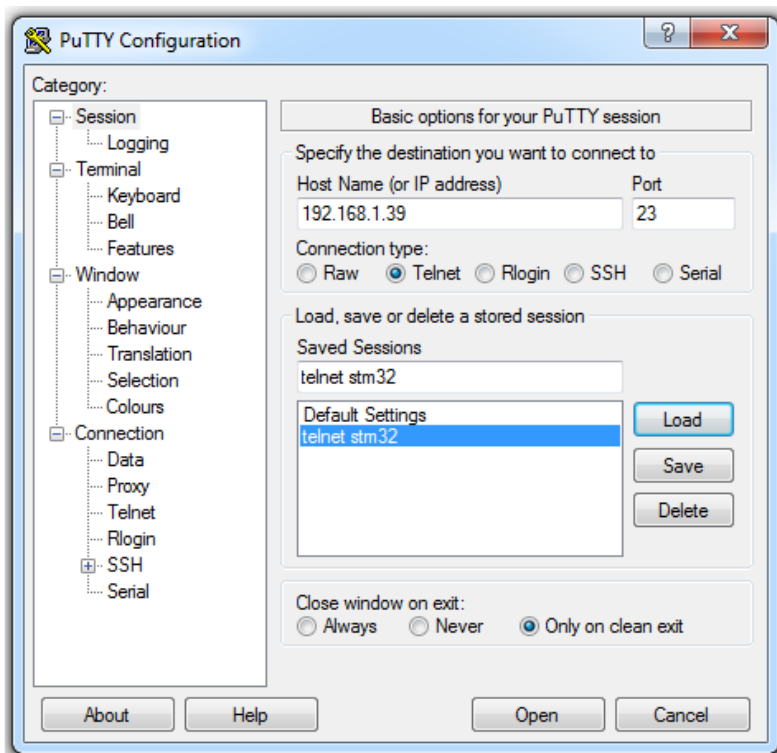 PuTTY Configuration
Category:
Session
Logging
Terminal
Keyboard
Bell
Features
Window
Appearance
Behaviour
Translation
Selection
Colours
Connection
Data
Proxy
Telnet
Rlogin
SSH
Serial
Basic options for your PuTTY session
Specify the destination you want to connect to
Host Name (or IP address) Port
192.168.1.39 23
Connection type:
Raw Telnet Rlogin SSH Serial
Load, save or delete a stored session
Saved Sessions
telnet stm32
Default Settings
telnet stm32
Load
Save
Delete
Close window on exit:
Always Never Only on clean exit
About Help Open Cancel